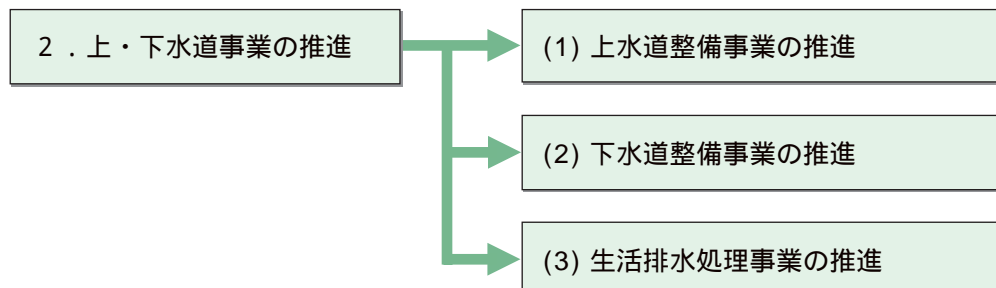 ２．上・下水道事業の推進
(1) 上水道整備事業の推進
(2) 下水道整備事業の推進
(3) 生活排水処理事業の推進